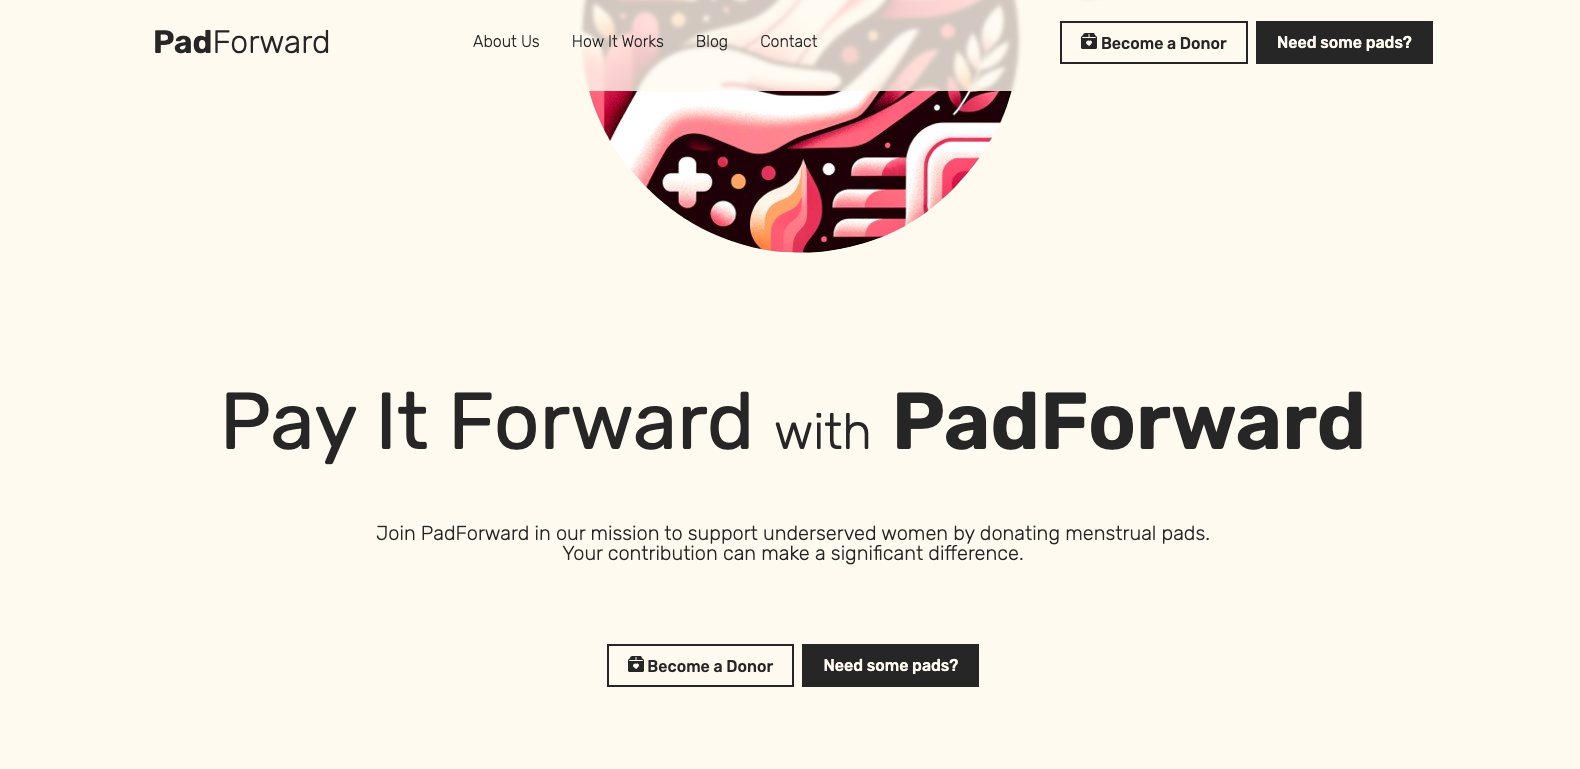 PadForward
About Us How It Works Blog Contact
Become a Donor
Need some pads?
Pay It Forward with PadForward
Join PadForward in our mission to support underserved women by donating menstrual pads.
Your contribution can make a significant difference.
Become a Donor
Need some pads?